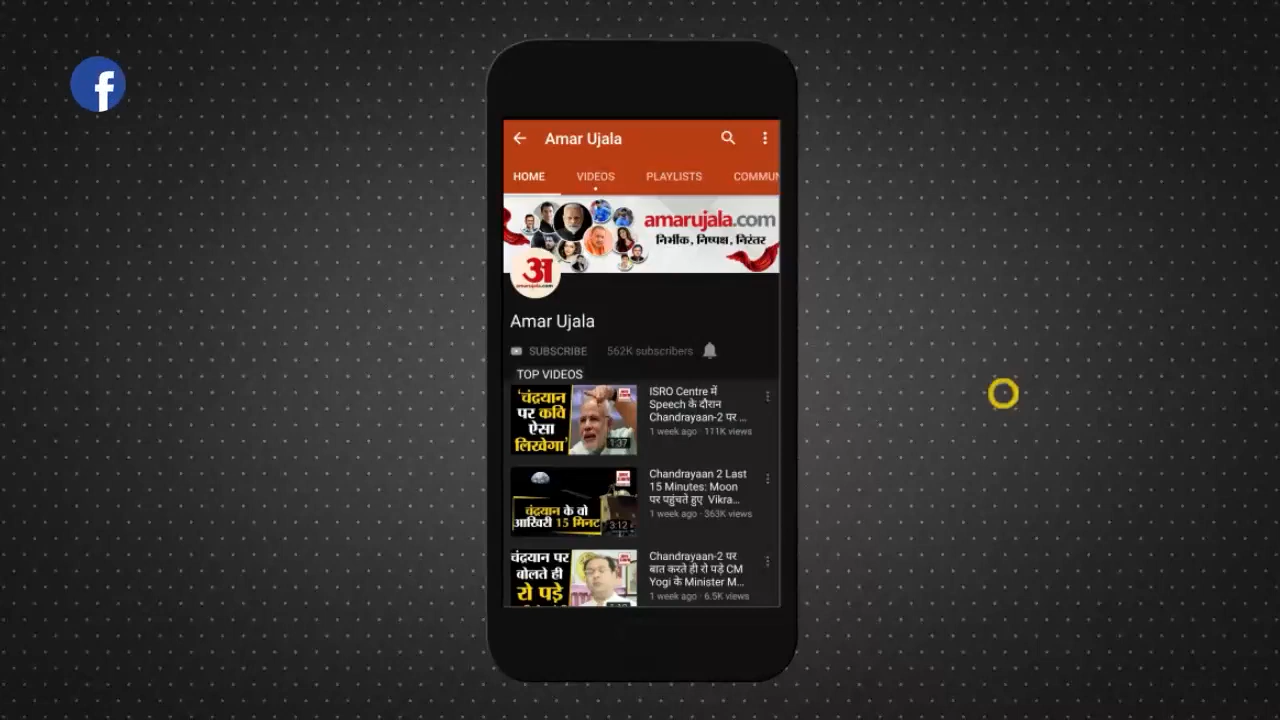 f
Amar Ujala
HOME VIDEOS PLAYLISTS COMMUN
amarujala.com
निर्भीक, निष्पक्ष, निरंतर
अ
amarujala.com
Amar Ujala
SUBSCRIBE 562K subscribers
TOP VIDEOS
'चंद्रयान
पर कवि
ऐसा
लिखेगा'
1:37
ISRO Centre में
Speech के दौरान
Chandrayaan-2 पर ...
1 week ago · 111K views
चंद्रयान के वो
आखिरी 15 मिनट
3:12
Chandrayaan 2 Last
15 Minutes: Moon
पर पहुंचते हुए Vikra...
1 week ago · 363K views
चंद्रयान पर
बोलते ही
रो पड़े
Chandrayaan-2 पर
बात करते ही रो पड़े CM
Yogi के Minister M...
1 week ago · 6.5K views